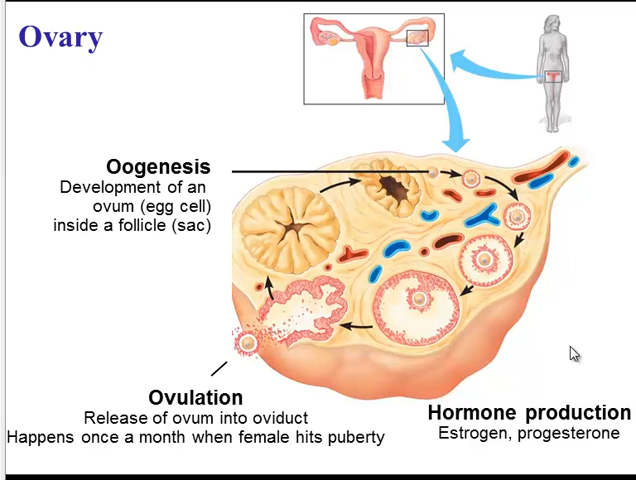 Ovary
Oogenesis
Development of an
ovum (egg cell)
inside a follicle (sac)
Ovulation
Release of ovum into oviduct
Happens once a month when female hits puberty
Hormone production
Estrogen, progesterone